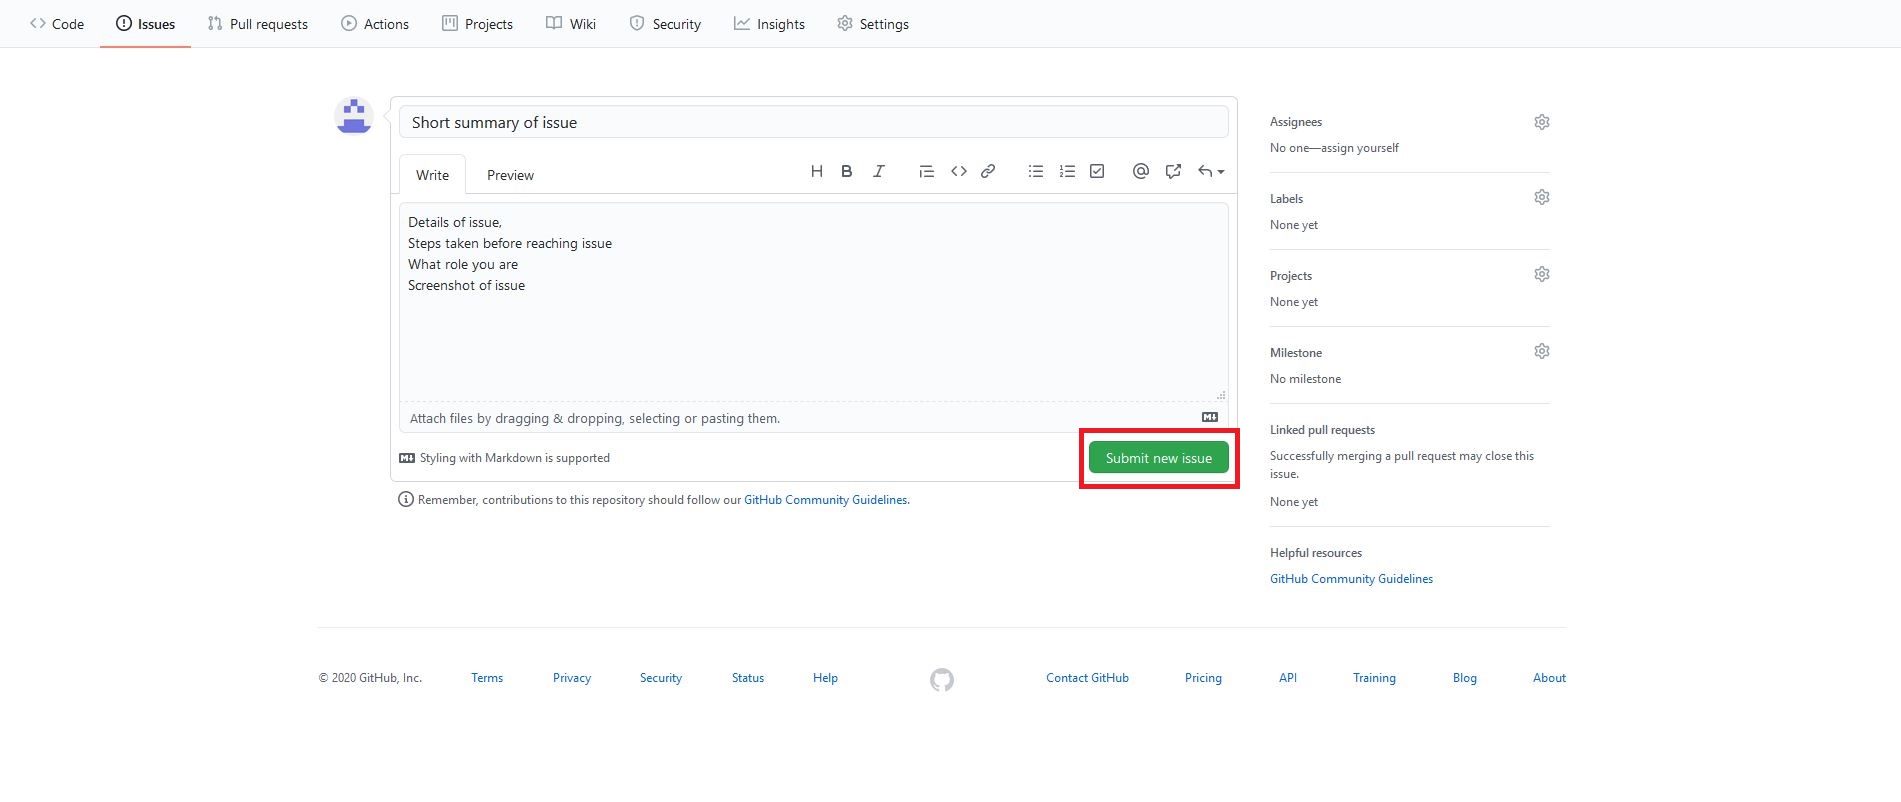 Code Issues Pull requests Actions Projects Wiki Security Insights Settings
Short summary of issue
Write Preview
Details of issue,
Steps taken before reaching issue
What role you are
Screenshot of issue
Attach files by dragging & dropping, selecting or pasting them.
Styling with Markdown is supported
Submit new issue
Remember, contributions to this repository should follow our GitHub Community Guidelines.
Assignees
No one—assign yourself
Labels
None yet
Projects
None yet
Milestone
No milestone
Linked pull requests
Successfully merging a pull request may close this
issue.
None yet
Helpful resources
GitHub Community Guidelines
© 2020 GitHub, Inc. Terms Privacy Security Status Help Contact GitHub Pricing API Training Blog About